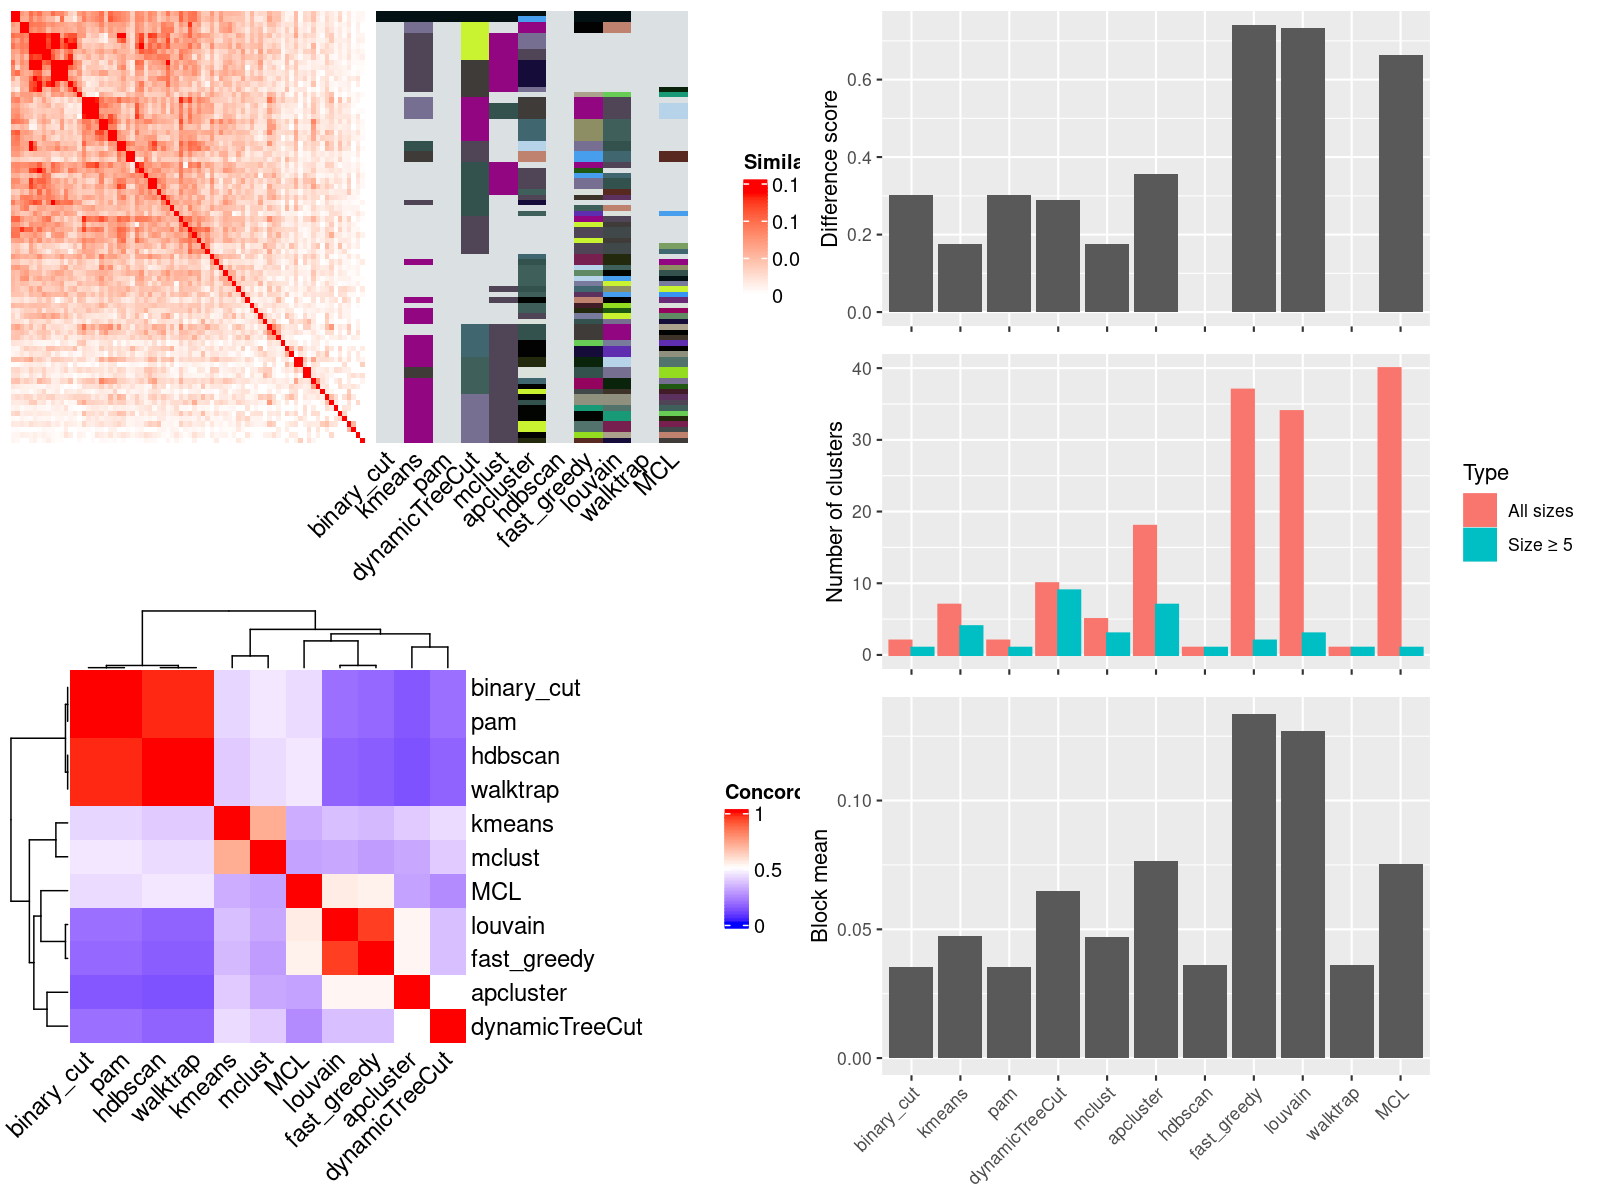 Simila
0.1
0.1
0.0
0
binary_cut
kmeans
pam
dynamicTreeCut
mclust
apcluster
hdbscan
fast_greedy
louvain
walktrap
MCL
binary_cut
pam
hdbscan
walktrap
kmeans
mclust
MCL
louvain
fast_greedy
apcluster
dynamicTreeCut
binary_cut
pam
hdbscan
walktrap
kmeans
mclust
MCL
louvain
fast_greedy
apcluster
dynamicTreeCut
Concord
1
0.5
0
Difference score
0.6
0.4
0.2
0.0
Number of clusters
40
30
20
10
0
Type
All sizes
Size ≥ 5
Block mean
0.10
0.05
0.00
binary_cut
kmeans
pam
dynamicTreeCut
mclust
apcluster
hdbscan
fast_greedy
louvain
walktrap
MCL